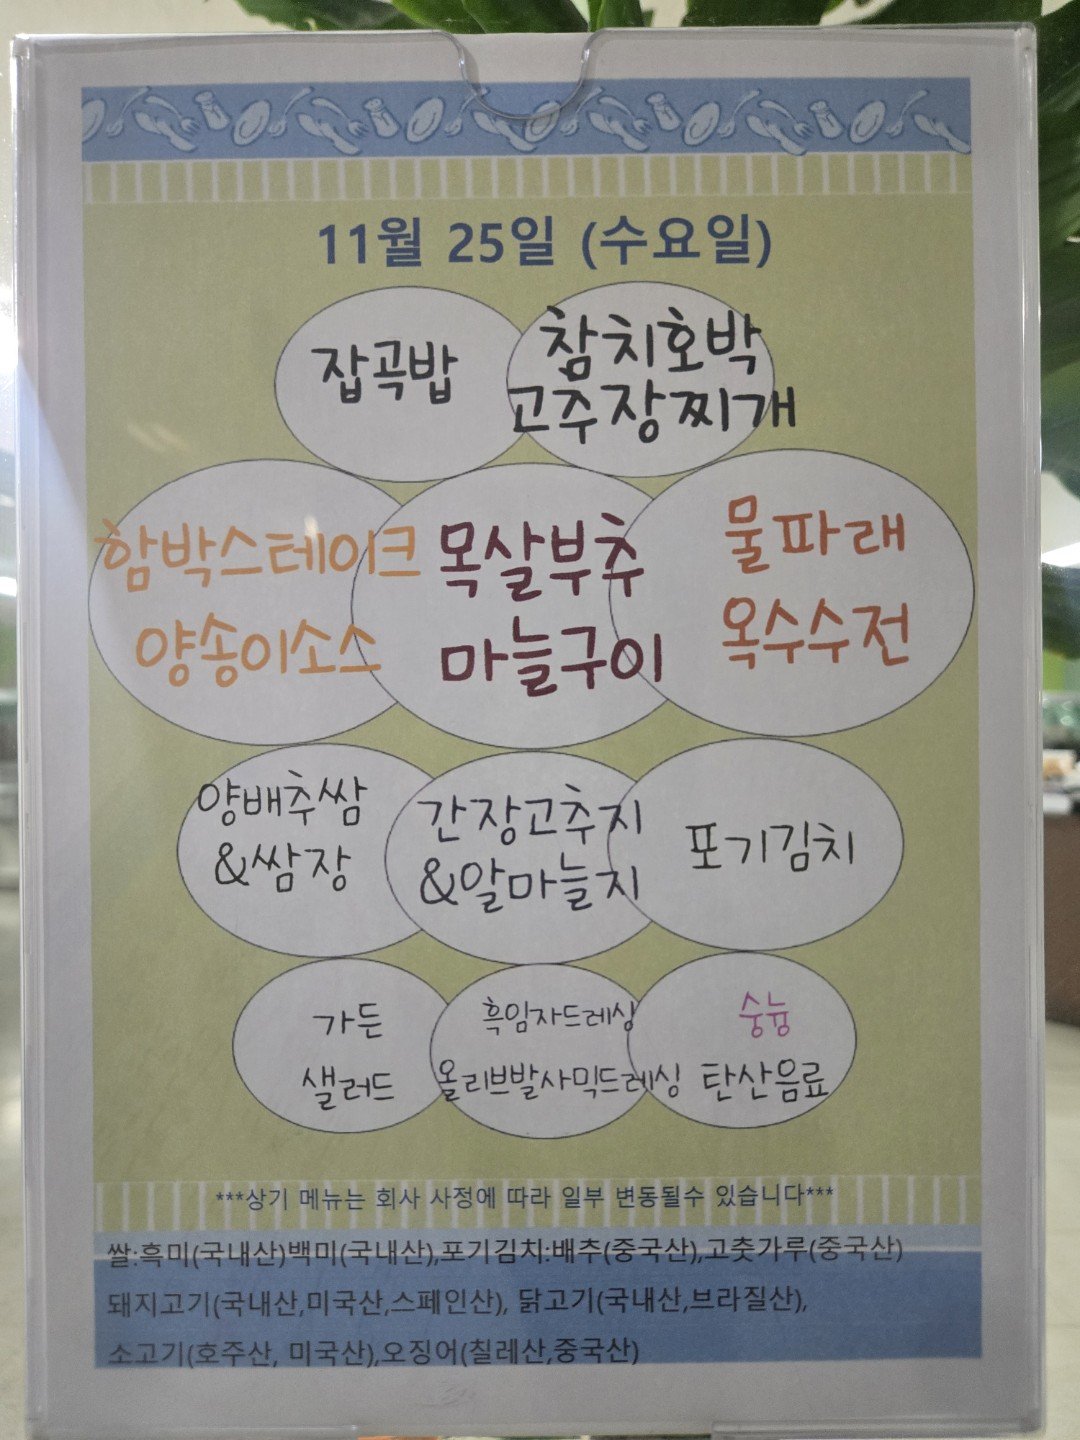 11월 25일 (수요일)
잡곡밥
참치호박
고추장찌개
함박스테이크
양송이소스
목살부추
마늘구이
물파래
옥수수전
양배추쌈
&쌈장
간장고추지
&알마늘지
포기김치
가든
샐러드
흑임자드레싱
올리브발사믹드레싱
숭늉
탄산음료
***상기 메뉴는 회사 사정에 따라 일부 변동될수 있습니다***
쌀:흑미(국내산)백미(국내산),포기김치:배추(중국산),고춧가루(중국산)
돼지고기(국내산,미국산,스페인산), 닭고기(국내산,브라질산),
소고기(호주산, 미국산),오징어(칠레산,중국산)